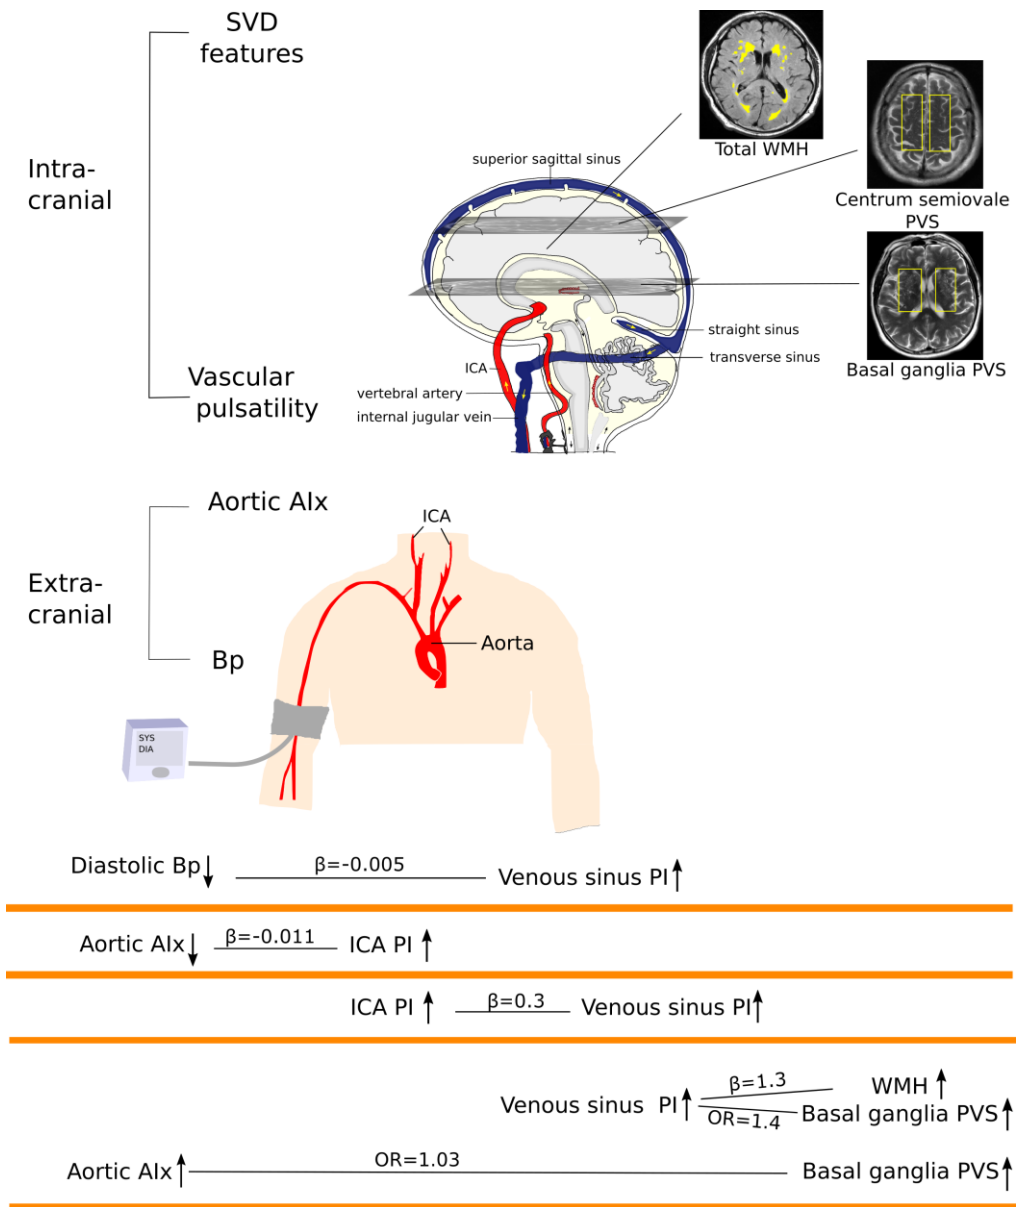 SVD
features
Intra-
cranial
Vascular
pulsatility
Total WMH
Centrum semiovale
PVS
Basal ganglia PVS
superior sagittal sinus
straight sinus
transverse sinus
ICA
vertebral artery
internal jugular vein
Aortic AIx
Extra-
cranial
Bp
ICA
Aorta
SYS
DIA
Diastolic Bp↓ β=-0.005 Venous sinus PI↑
Aortic AIx↓ β=-0.011 ICA PI ↑
ICA PI ↑ β=0.3 Venous sinus PI↑
Venous sinus PI↑ β=1.3 WMH ↑
OR=1.4 Basal ganglia PVS↑
Aortic AIx↑ OR=1.03 Basal ganglia PVS↑